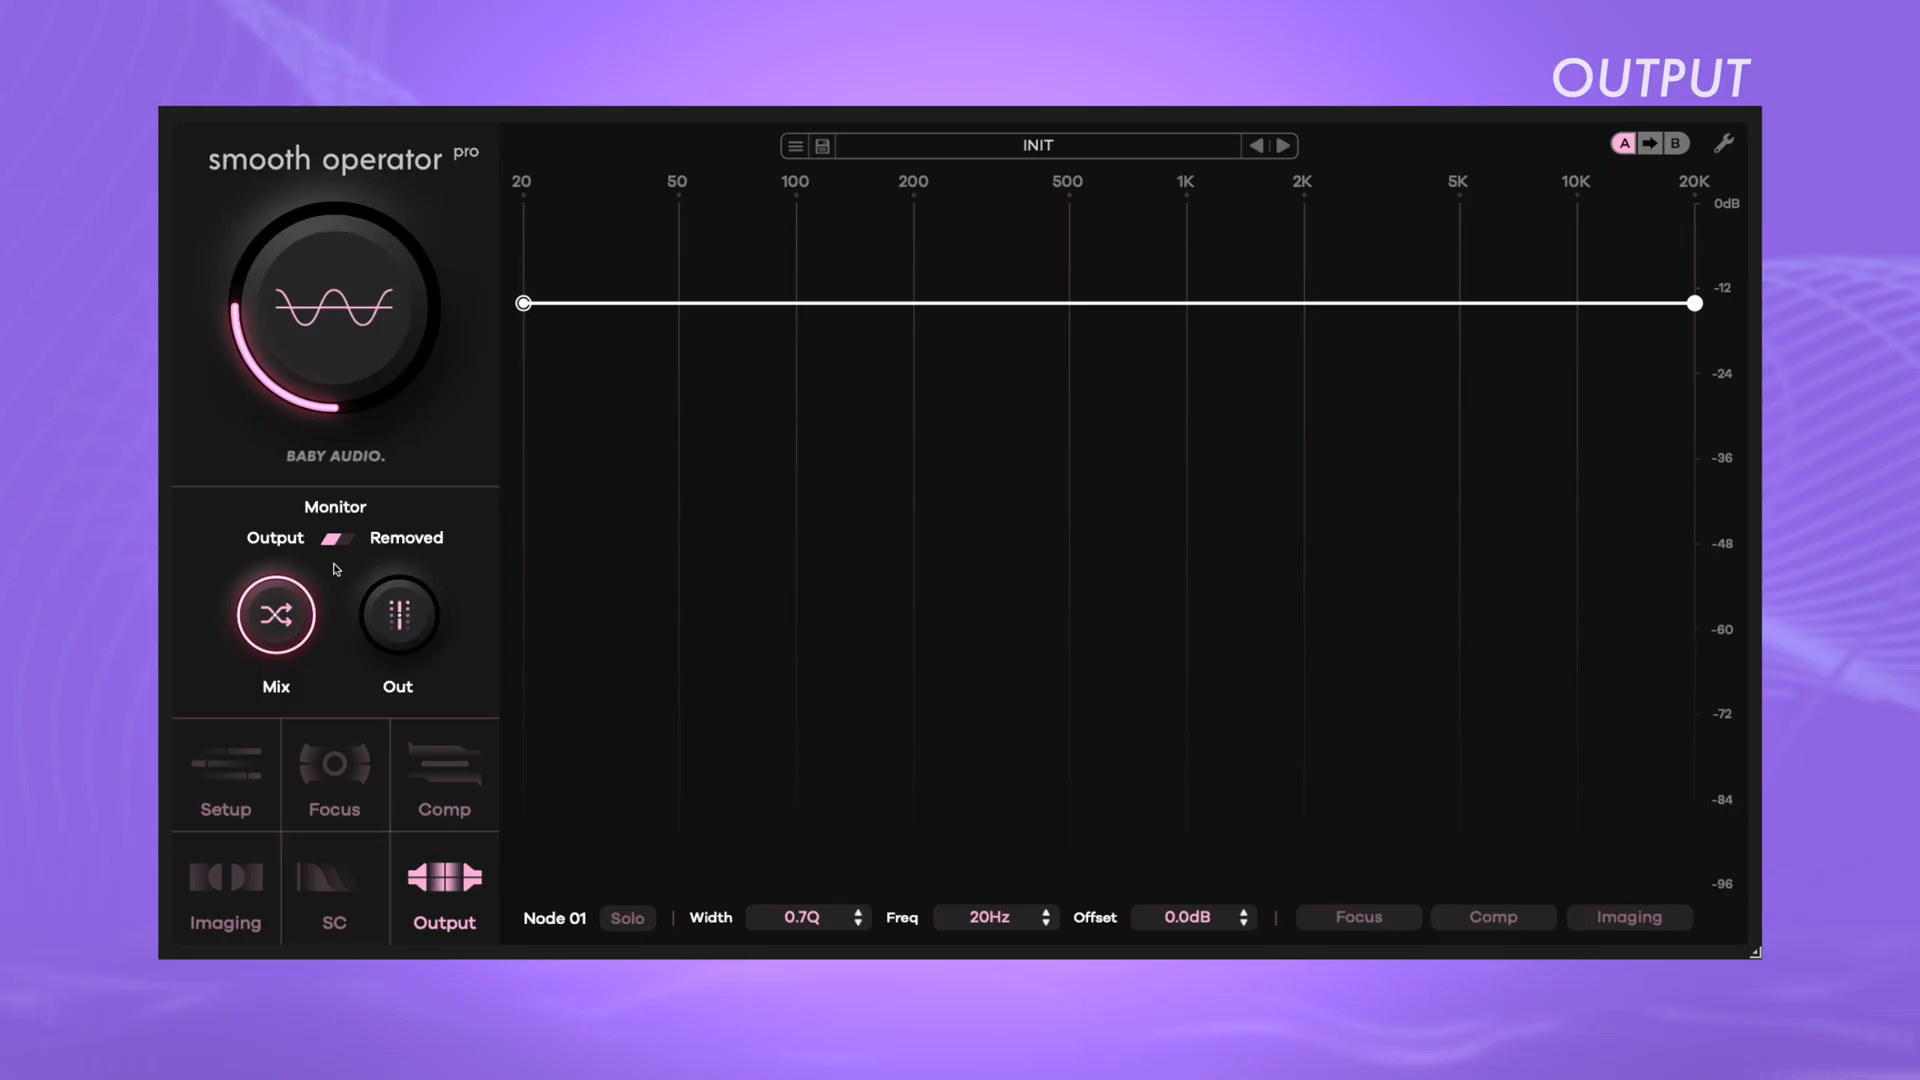 OUTPUT
smooth operator pro
INIT
A B
20 50 100 200 500 1K 2K 5K 10K 20K
0dB
-12
-24
-36
-48
-60
-72
-84
-96
BABY AUDIO.
Monitor
Output Removed
Mix Out
Setup Focus Comp
Imaging SC Output
Node 01 Solo | Width 0.7Q Freq 20Hz Offset 0.0dB | Focus Comp Imaging